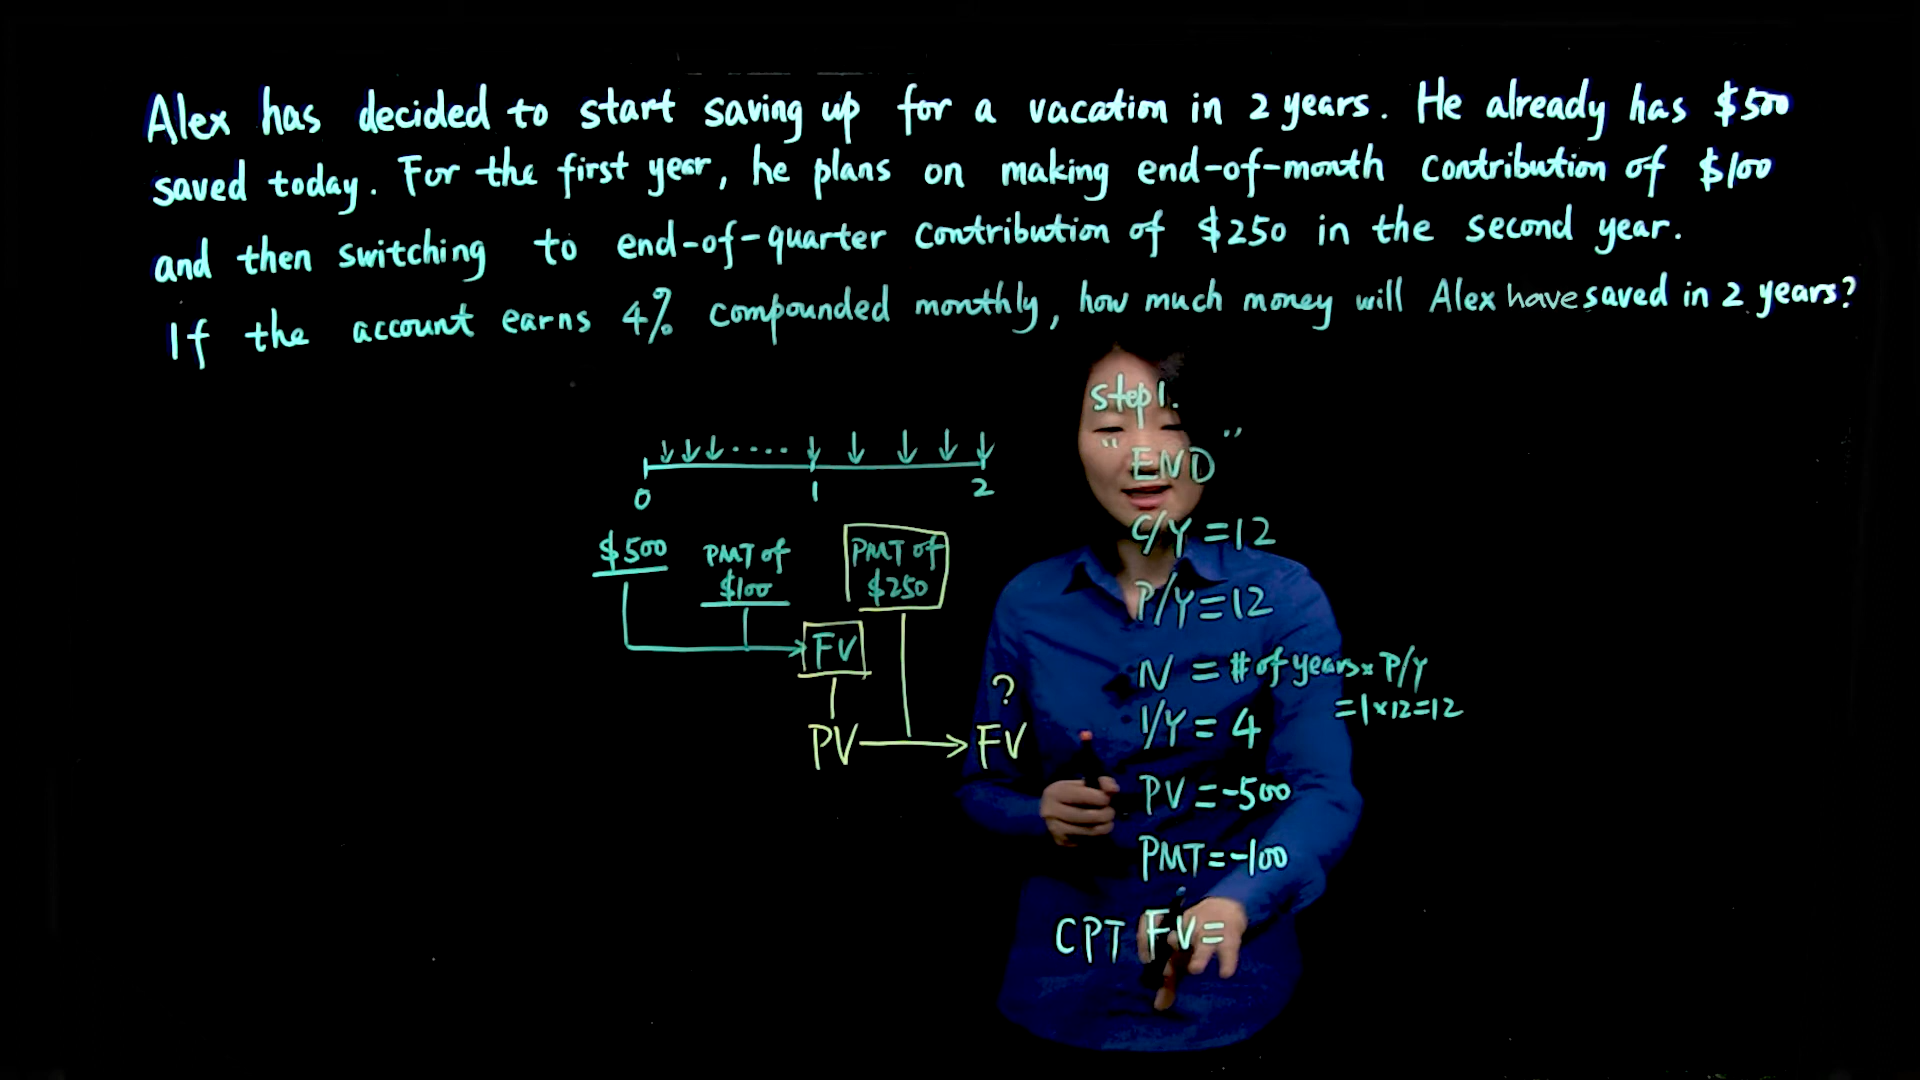 Alex has decided to start saving up for a vacation in 2 years. He already has $500
saved today. For the first year, he plans on making end-of-month contribution of $100
and then switching to end-of-quarter contribution of $250 in the second year.
If the account earns 4% compounded monthly, how much money will Alex have saved in 2 years?
0 1 2
$500
PMT of
$100
PMT of
$250
FV
?
PV FV
Step 1.
"END"
C/Y = 12
P/Y = 12
N = # of years × P/Y
= 1 × 12 = 12
I/Y = 4
PV = -500
PMT = -100
CPT FV =